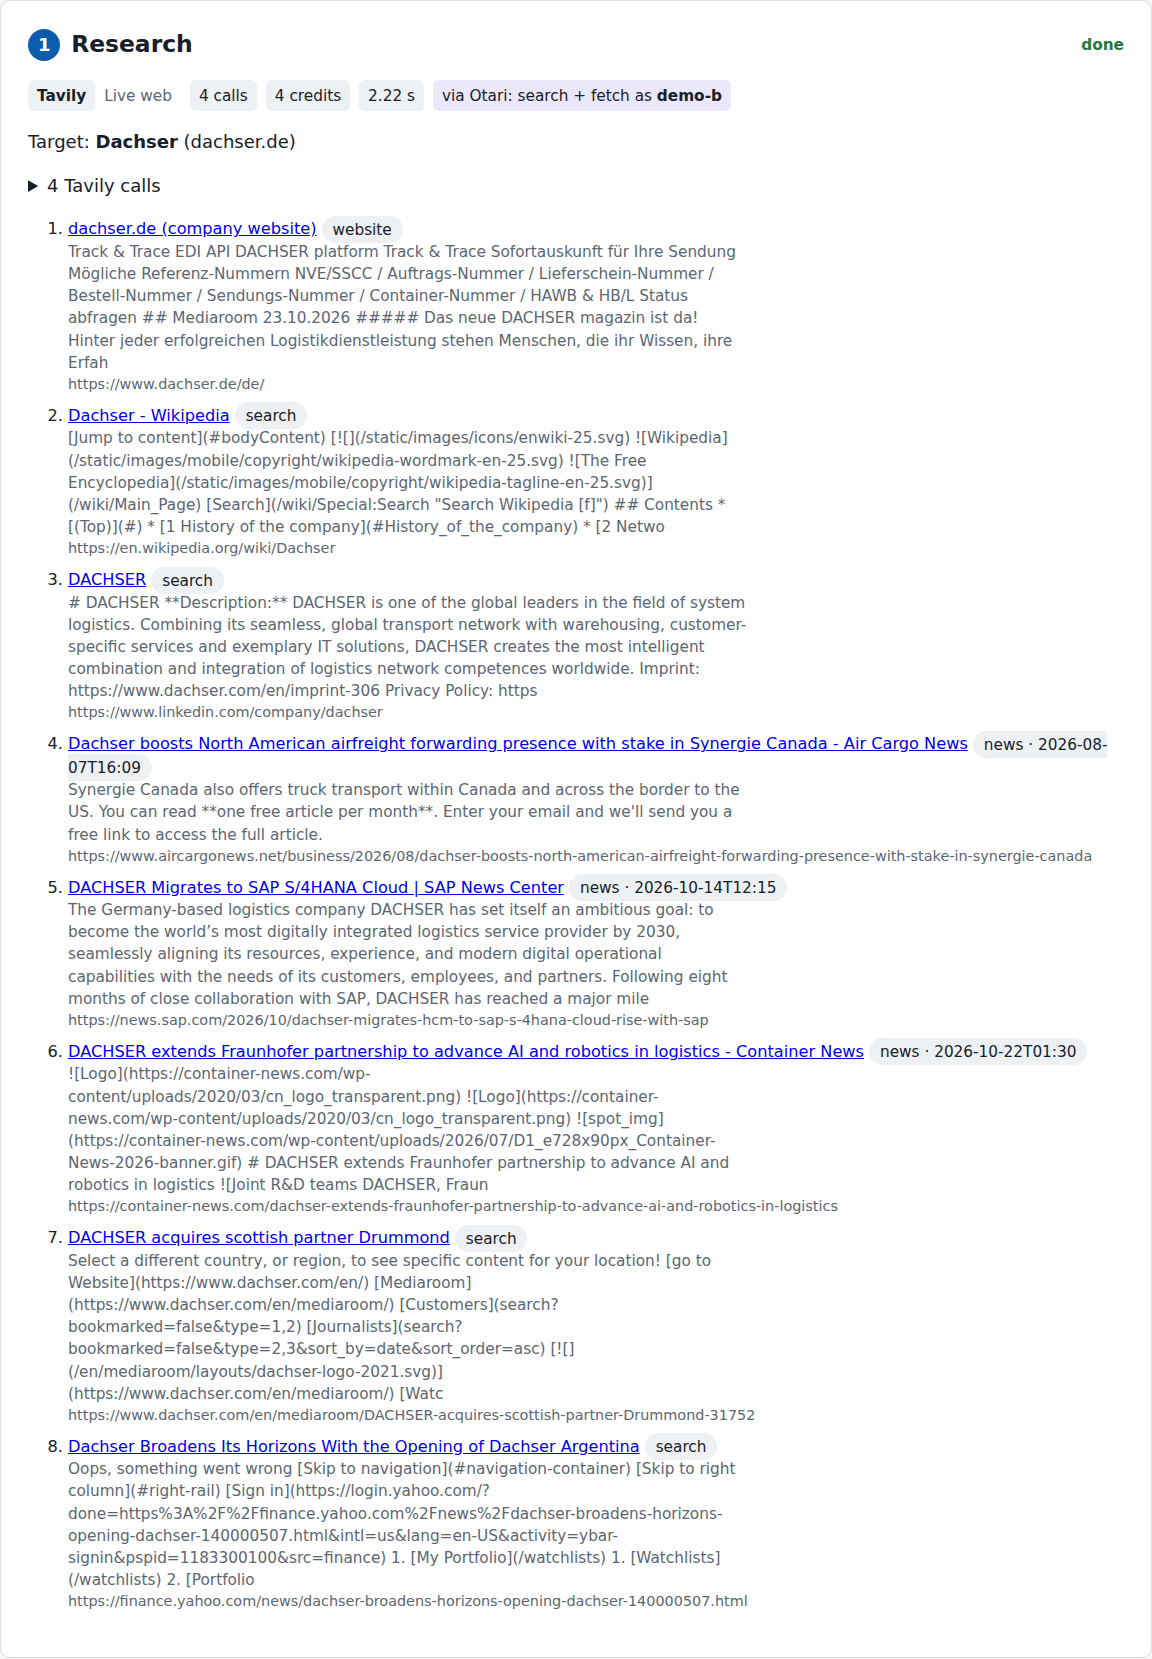 1 Research done
Tavily Live web 4 calls 4 credits 2.22 s via Otari: search + fetch as demo-b
Target: Dachser (dachser.de)
▶ 4 Tavily calls
1. dachser.de (company website) website
Track & Trace EDI API DACHSER platform Track & Trace Sofortauskunft für Ihre Sendung
Mögliche Referenz-Nummern NVE/SSCC / Auftrags-Nummer / Lieferschein-Nummer /
Bestell-Nummer / Sendungs-Nummer / Container-Nummer / HAWB & HB/L Status
abfragen ## Mediaroom 23.10.2026 ##### Das neue DACHSER magazin ist da!
Hinter jeder erfolgreichen Logistikdienstleistung stehen Menschen, die ihr Wissen, ihre
Erfah
https://www.dachser.de/de/
2. Dachser - Wikipedia search
[Jump to content](#bodyContent) [![](/static/images/icons/enwiki-25.svg) ![Wikipedia]
(/static/images/mobile/copyright/wikipedia-wordmark-en-25.svg) ![The Free
Encyclopedia](/static/images/mobile/copyright/wikipedia-tagline-en-25.svg)]
(/wiki/Main_Page) [Search](/wiki/Special:Search "Search Wikipedia [f]") ## Contents *
[(Top)](#) * [1 History of the company](#History_of_the_company) * [2 Netwo
https://en.wikipedia.org/wiki/Dachser
3. DACHSER search
# DACHSER **Description:** DACHSER is one of the global leaders in the field of system
logistics. Combining its seamless, global transport network with warehousing, customer-
specific services and exemplary IT solutions, DACHSER creates the most intelligent
combination and integration of logistics network competences worldwide. Imprint:
https://www.dachser.com/en/imprint-306 Privacy Policy: https
https://www.linkedin.com/company/dachser
4. Dachser boosts North American airfreight forwarding presence with stake in Synergie Canada - Air Cargo News news · 2026-08-
07T16:09
Synergie Canada also offers truck transport within Canada and across the border to the
US. You can read **one free article per month**. Enter your email and we'll send you a
free link to access the full article.
https://www.aircargonews.net/business/2026/08/dachser-boosts-north-american-airfreight-forwarding-presence-with-stake-in-synergie-canada
5. DACHSER Migrates to SAP S/4HANA Cloud | SAP News Center news · 2026-10-14T12:15
The Germany-based logistics company DACHSER has set itself an ambitious goal: to
become the world’s most digitally integrated logistics service provider by 2030,
seamlessly aligning its resources, experience, and modern digital operational
capabilities with the needs of its customers, employees, and partners. Following eight
months of close collaboration with SAP, DACHSER has reached a major mile
https://news.sap.com/2026/10/dachser-migrates-hcm-to-sap-s-4hana-cloud-rise-with-sap
6. DACHSER extends Fraunhofer partnership to advance AI and robotics in logistics - Container News news · 2026-10-22T01:30
![Logo](https://container-news.com/wp-
content/uploads/2020/03/cn_logo_transparent.png) ![Logo](https://container-
news.com/wp-content/uploads/2020/03/cn_logo_transparent.png) ![spot_img]
(https://container-news.com/wp-content/uploads/2026/07/D1_e728x90px_Container-
News-2026-banner.gif) # DACHSER extends Fraunhofer partnership to advance AI and
robotics in logistics ![Joint R&D teams DACHSER, Fraun
https://container-news.com/dachser-extends-fraunhofer-partnership-to-advance-ai-and-robotics-in-logistics
7. DACHSER acquires scottish partner Drummond search
Select a different country, or region, to see specific content for your location! [go to
Website](https://www.dachser.com/en/) [Mediaroom]
(https://www.dachser.com/en/mediaroom/) [Customers](search?
bookmarked=false&type=1,2) [Journalists](search?
bookmarked=false&type=2,3&sort_by=date&sort_order=asc) [![]
(/en/mediaroom/layouts/dachser-logo-2021.svg)]
(https://www.dachser.com/en/mediaroom/) [Watc
https://www.dachser.com/en/mediaroom/DACHSER-acquires-scottish-partner-Drummond-31752
8. Dachser Broadens Its Horizons With the Opening of Dachser Argentina search
Oops, something went wrong [Skip to navigation](#navigation-container) [Skip to right
column](#right-rail) [Sign in](https://login.yahoo.com/?
done=https%3A%2F%2Ffinance.yahoo.com%2Fnews%2Fdachser-broadens-horizons-
opening-dachser-140000507.html&intl=us&lang=en-US&activity=ybar-
signin&pspid=1183300100&src=finance) 1. [My Portfolio](/watchlists) 1. [Watchlists]
(/watchlists) 2. [Portfolio
https://finance.yahoo.com/news/dachser-broadens-horizons-opening-dachser-140000507.html